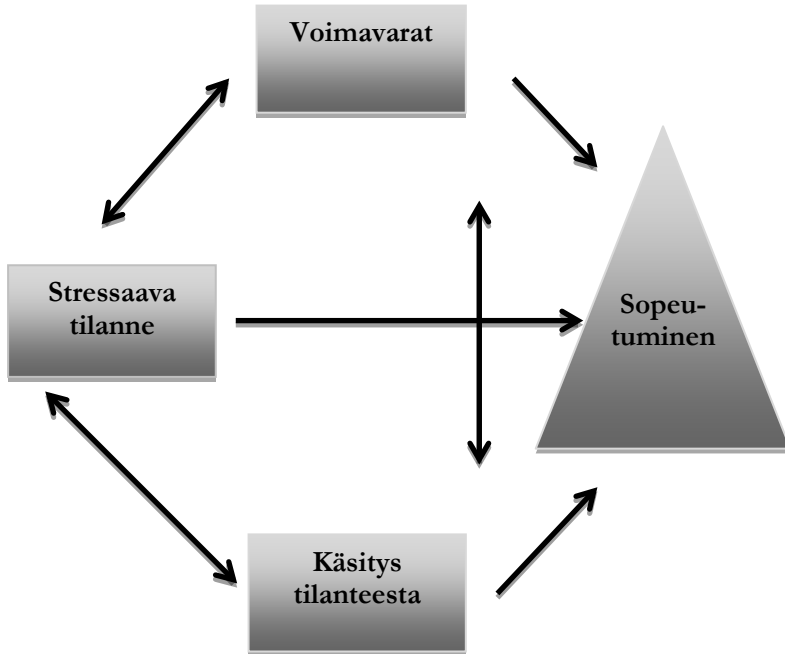 Voimavarat
Stressaava
tilanne
Sopeu-
tuminen
Käsitys
tilanteesta